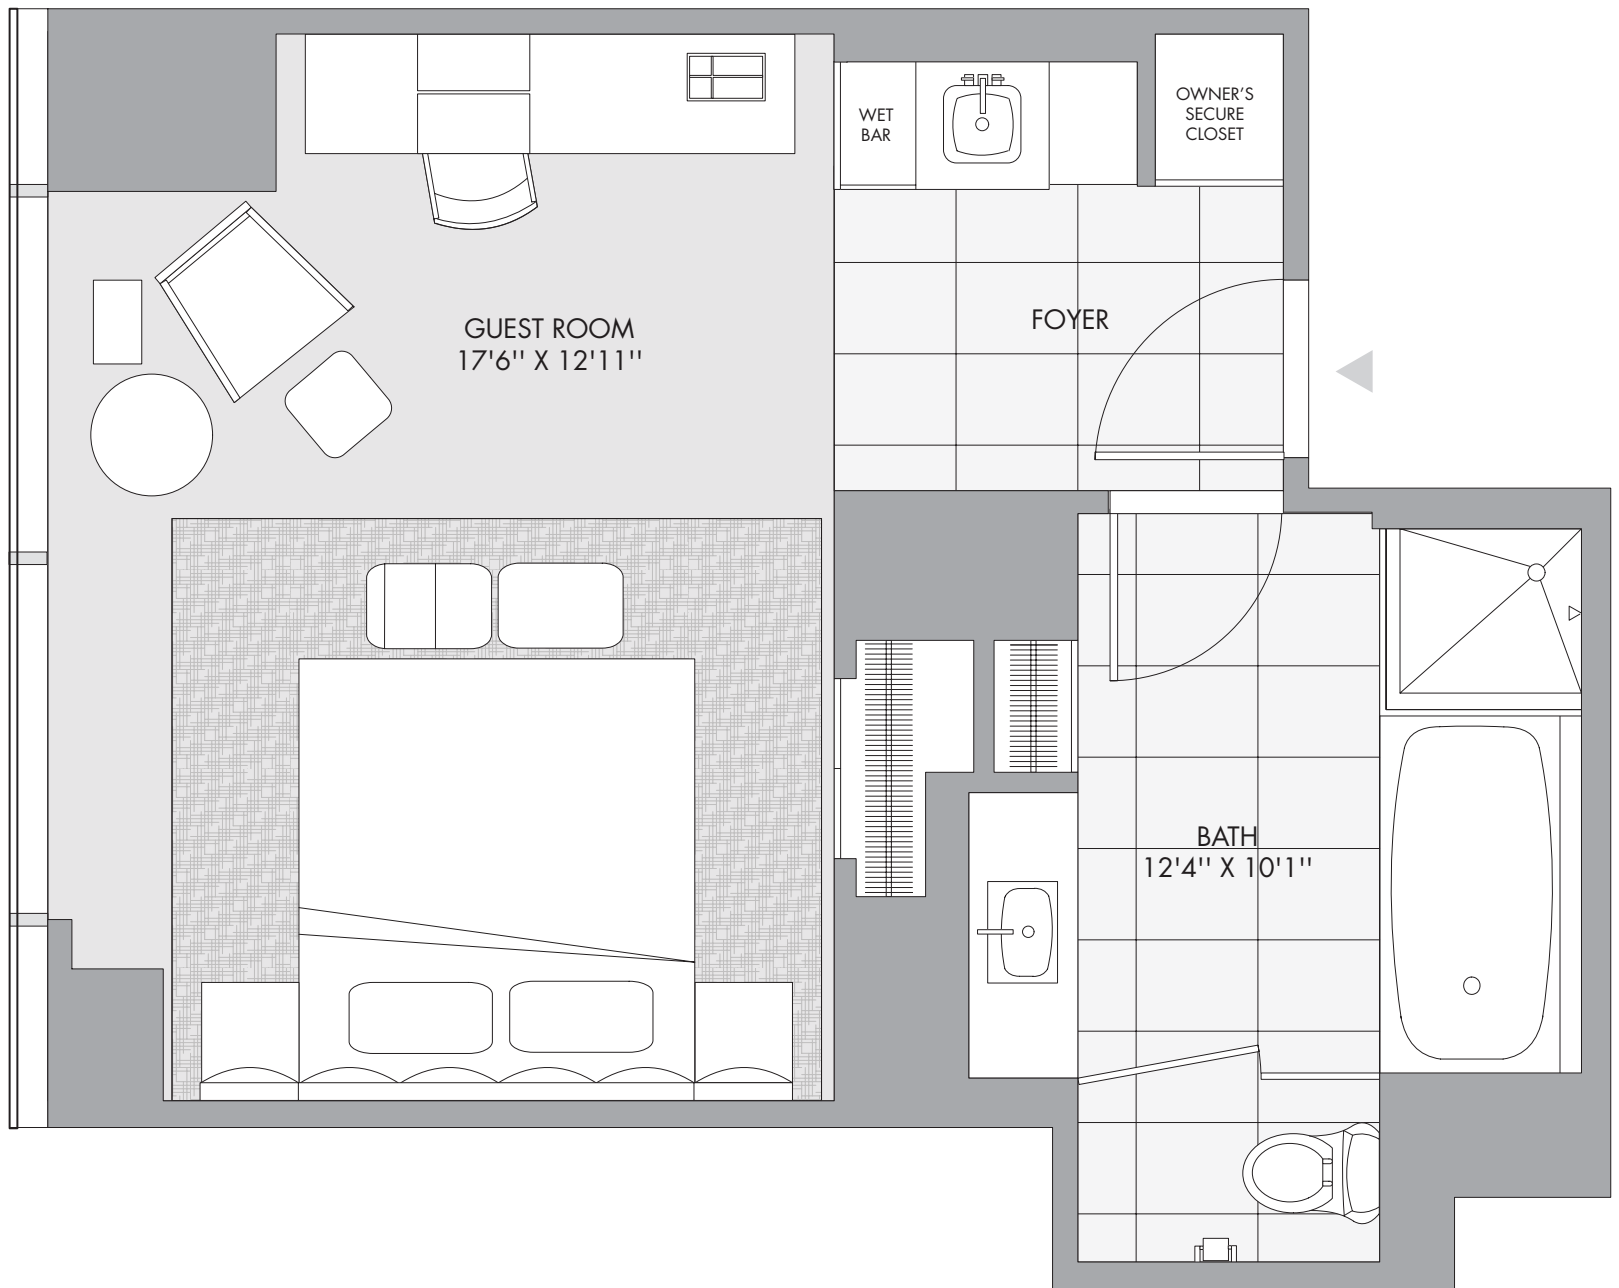 WET
BAR
OWNER'S
SECURE
CLOSET
GUEST ROOM
17'6'' X 12'11''
FOYER
BATH
12'4'' X 10'1''